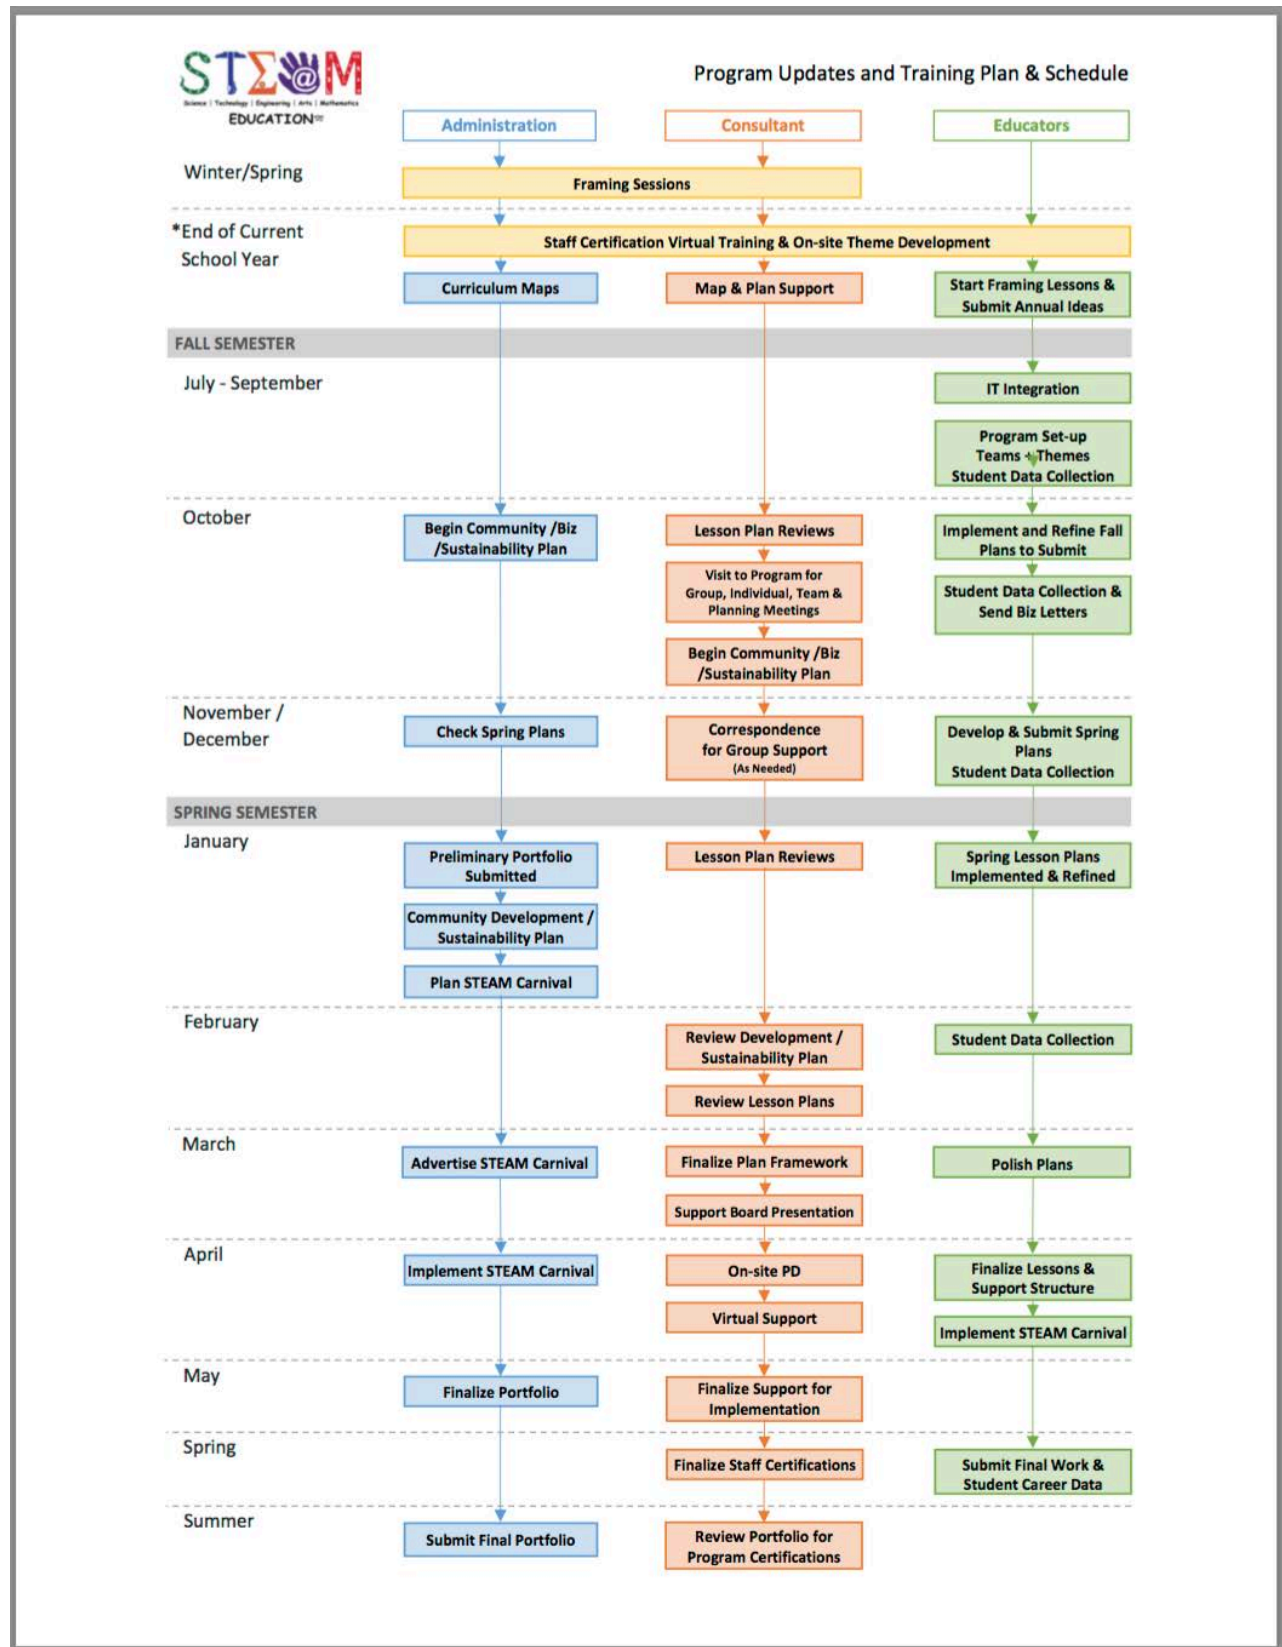 STEAM
Program Updates and Training Plan & Schedule
Science | Technology | Engineering | Arts | Mathematics
EDUCATION
Administration
Consultant
Educators
Winter/Spring
Framing Sessions
*End of Current
School Year
Staff Certification Virtual Training & On-site Theme Development
Curriculum Maps
Map & Plan Support
Start Framing Lessons &
Submit Annual Ideas
FALL SEMESTER
July - September
IT Integration
Program Set-up
Teams + Themes
Student Data Collection
October
Begin Community /Biz
/Sustainability Plan
Lesson Plan Reviews
Visit to Program for
Group, Individual, Team &
Planning Meetings
Begin Community /Biz
/Sustainability Plan
Implement and Refine Fall
Plans to Submit
Student Data Collection &
Send Biz Letters
November /
December
Check Spring Plans
Correspondence
for Group Support
(As Needed)
Develop & Submit Spring
Plans
Student Data Collection
SPRING SEMESTER
January
Preliminary Portfolio
Submitted
Community Development /
Sustainability Plan
Plan STEAM Carnival
Lesson Plan Reviews
Spring Lesson Plans
Implemented & Refined
February
Review Development /
Sustainability Plan
Review Lesson Plans
Student Data Collection
March
Advertise STEAM Carnival
Finalize Plan Framework
Support Board Presentation
Polish Plans
April
Implement STEAM Carnival
On-site PD
Virtual Support
Finalize Lessons &
Support Structure
Implement STEAM Carnival
May
Finalize Portfolio
Finalize Support for
Implementation
Spring
Finalize Staff Certifications
Submit Final Work &
Student Career Data
Summer
Submit Final Portfolio
Review Portfolio for
Program Certifications